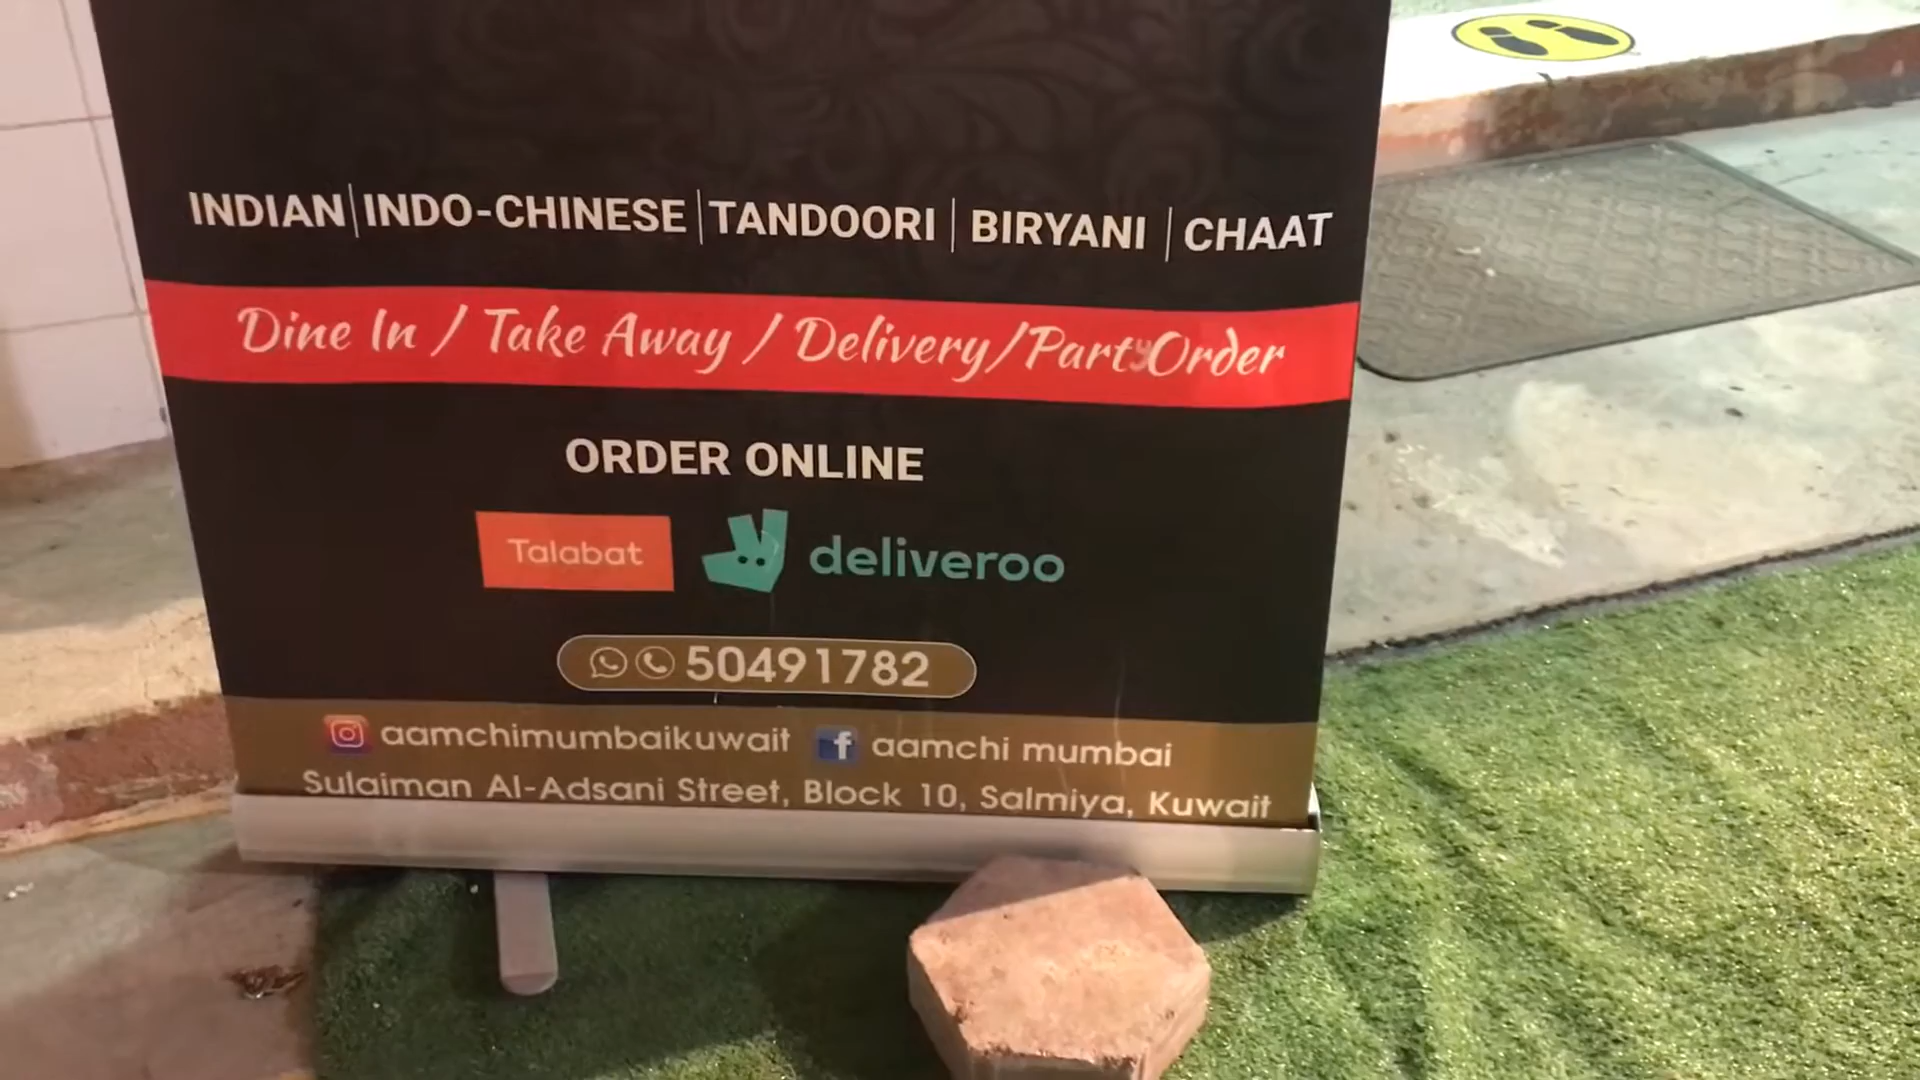 INDIAN|INDO-CHINESE|TANDOORI|BIRYANI|CHAAT
Dine In / Take Away / Delivery/Party Order
ORDER ONLINE
Talabat deliveroo
50491782
aamchimumbaikuwait aamchi mumbai
Sulaiman Al-Adsani Street, Block 10, Salmiya, Kuwait